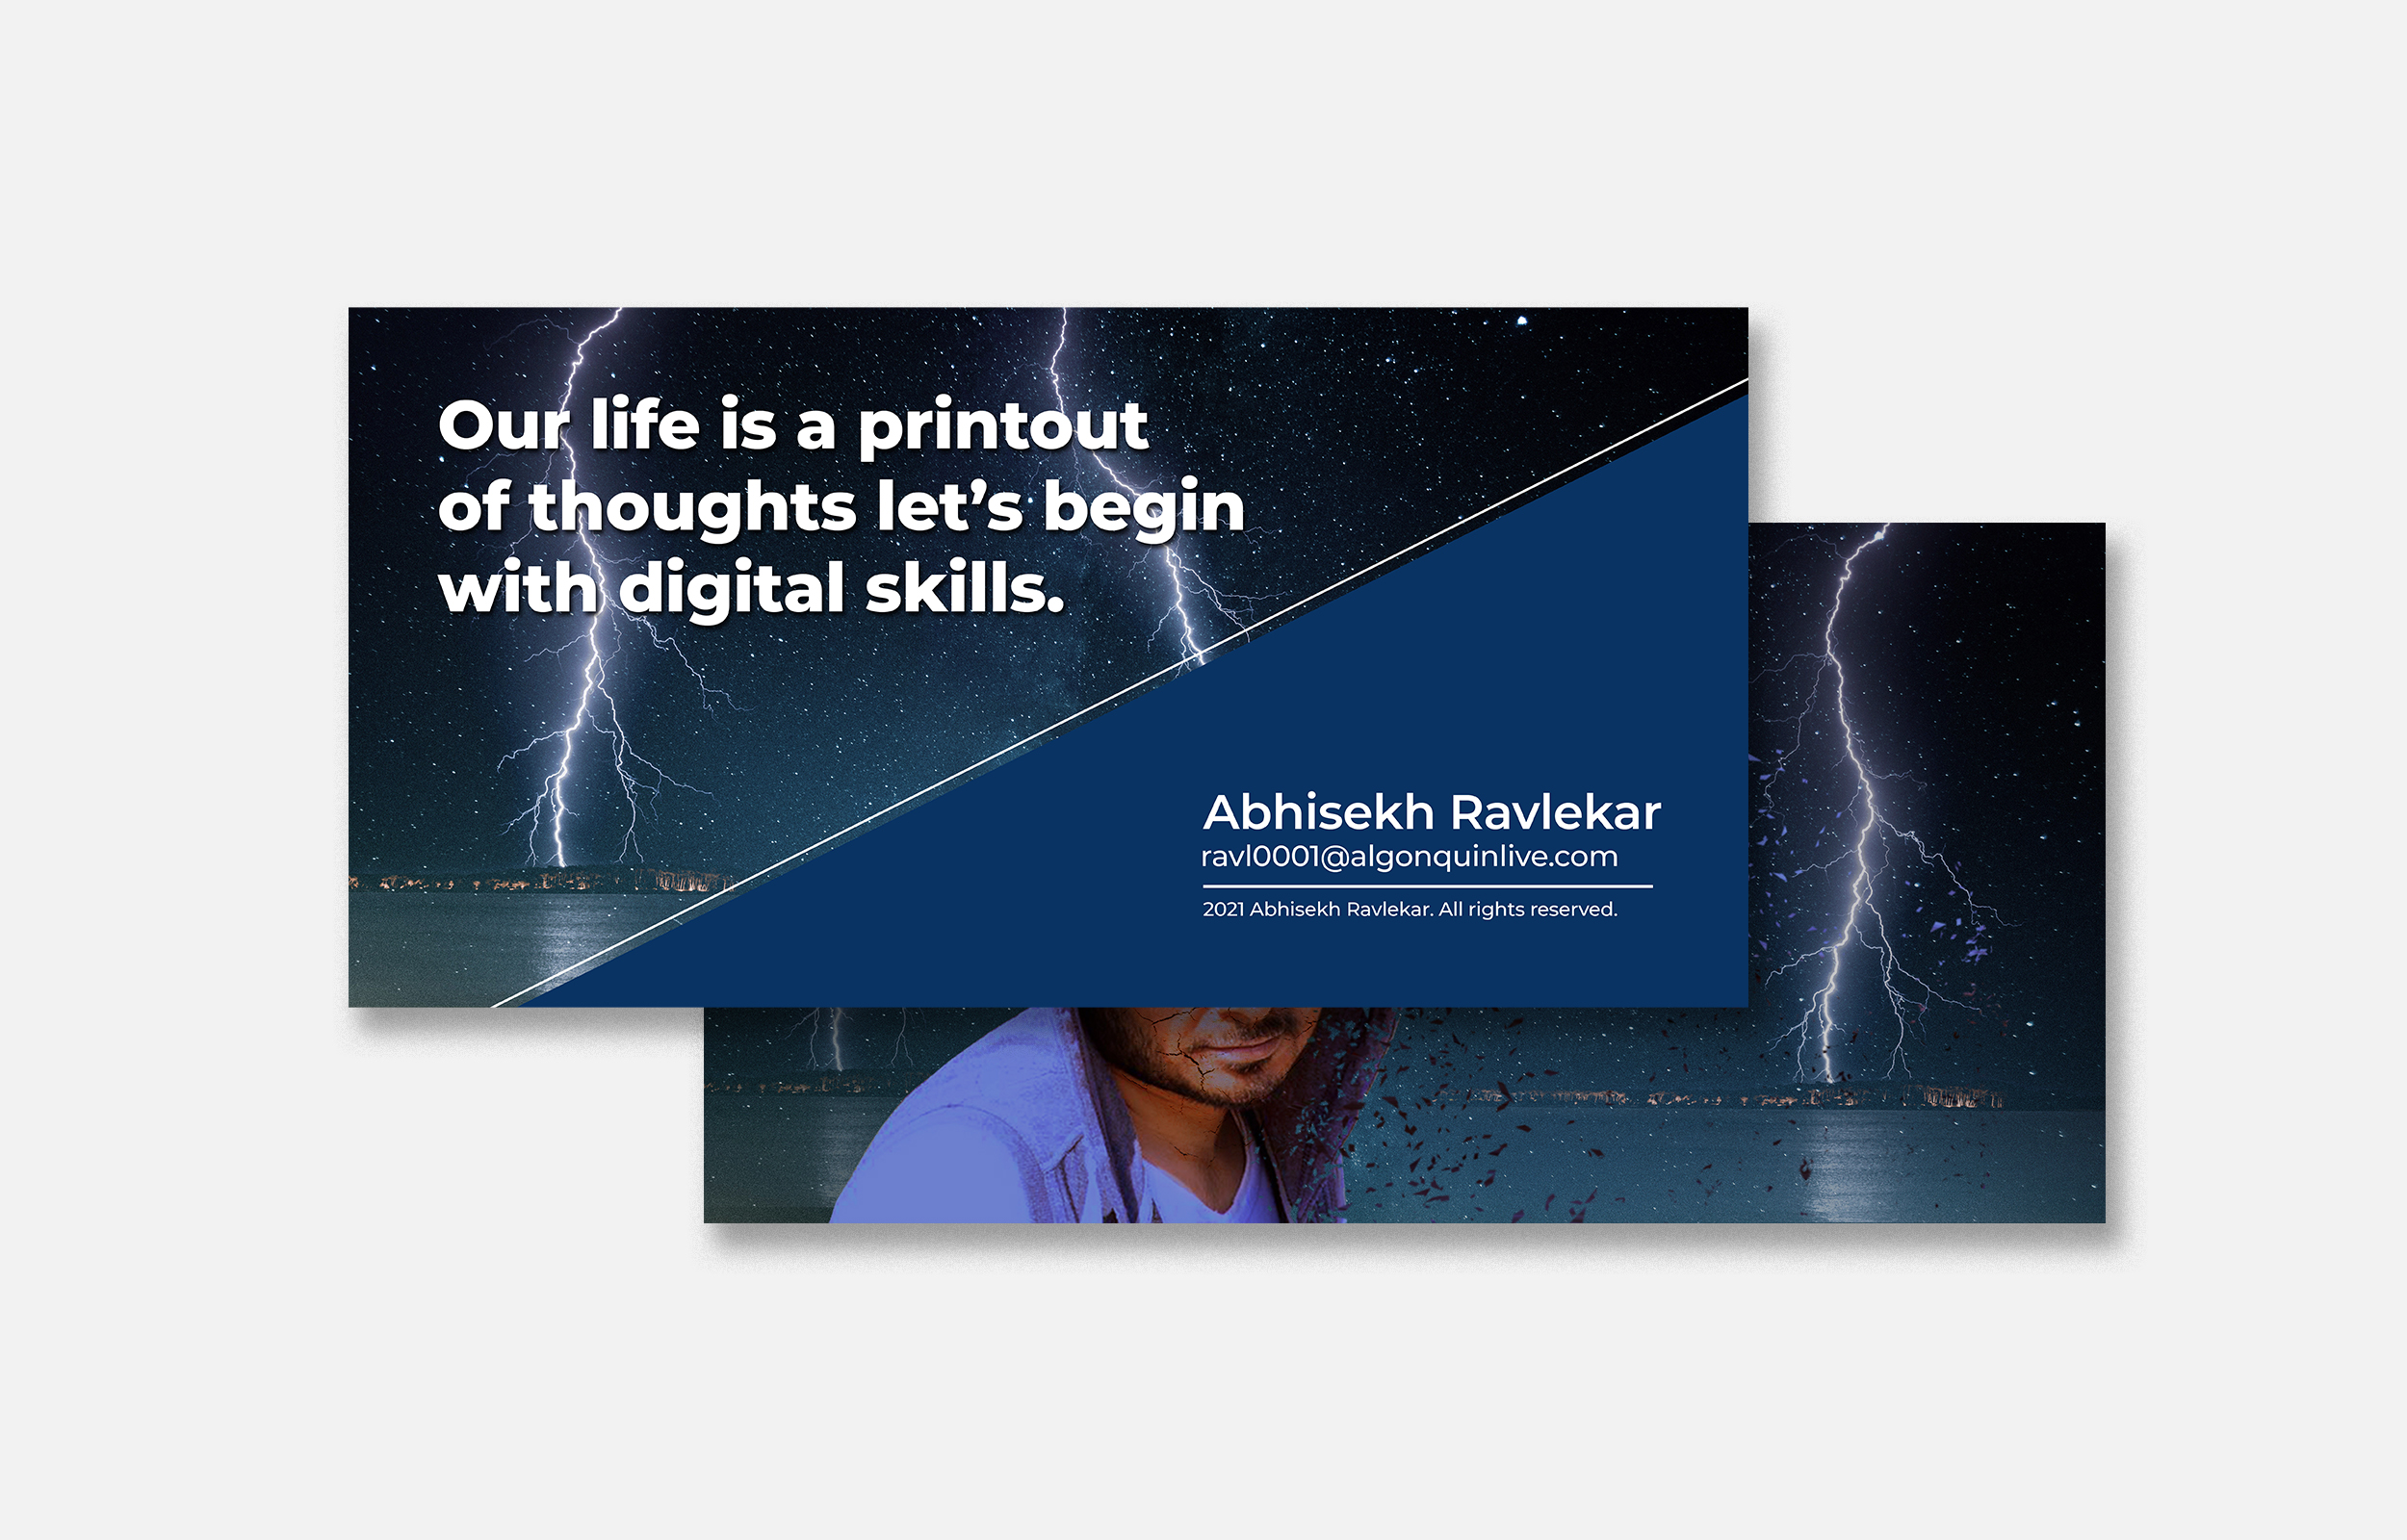 Our life is a printout
of thoughts let’s begin
with digital skills.
Abhisekh Ravlekar
ravl0001@algonquinlive.com
2021 Abhisekh Ravlekar. All rights reserved.